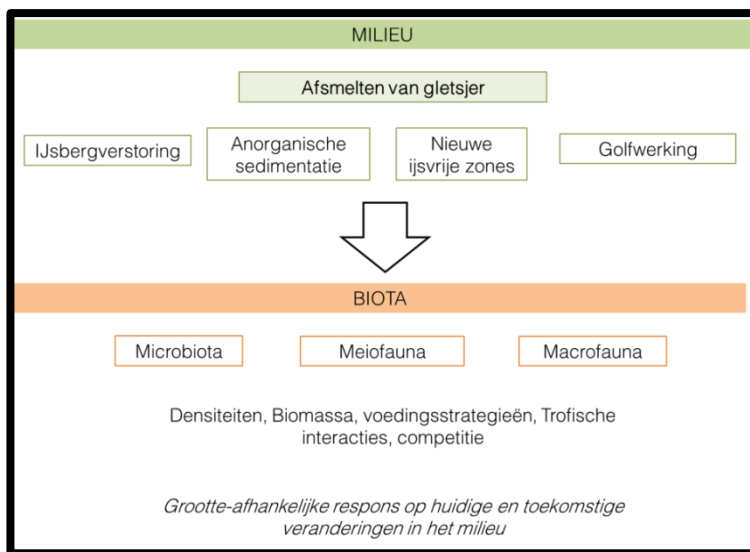 MILIEU
Afsmelten van gletsjer
IJsbergverstoring
Anorganische
sedimentatie
Nieuwe
ijsvrije zones
Golfwerking
BIOTA
Microbiota
Meiofauna
Macrofauna
Densiteiten, Biomassa, voedingsstrategieën, Trofische
interacties, competitie
Grootte-afhankelijke respons op huidige en toekomstige
veranderingen in het milieu